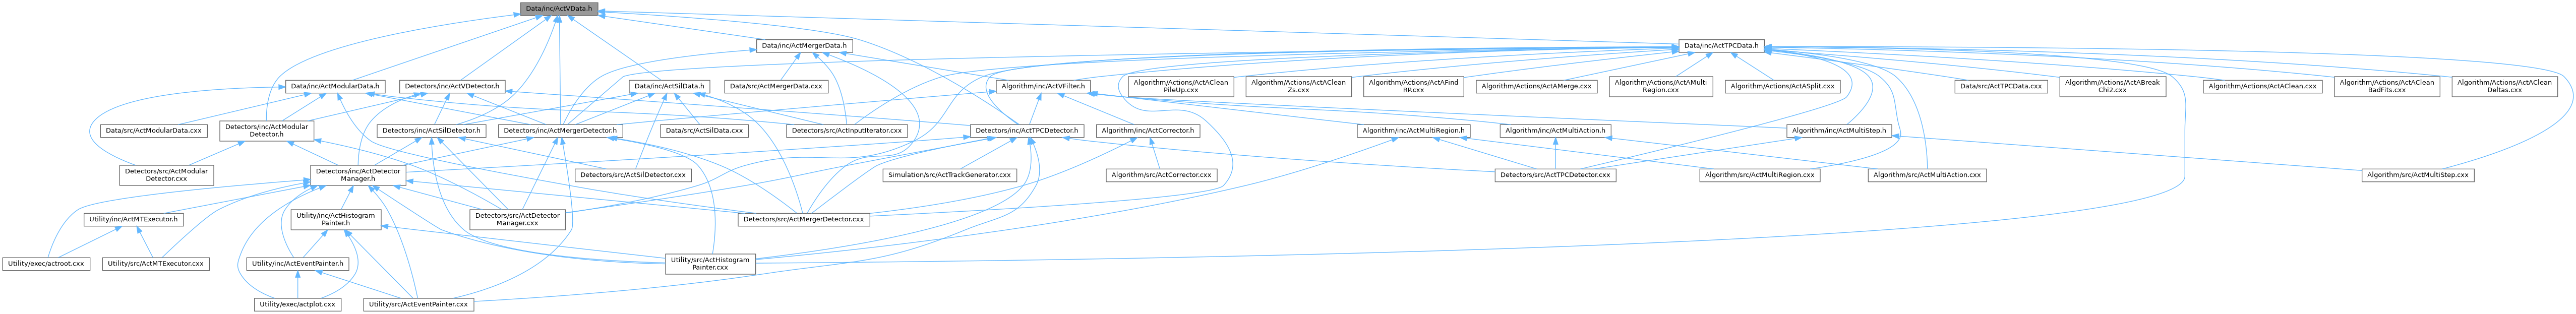 Data/inc/ActVData.h
Data/inc/ActMergerData.h
Data/inc/ActTPCData.h
Data/inc/ActModularData.h
Detectors/inc/ActVDetector.h
Data/inc/ActSilData.h
Data/src/ActMergerData.cxx
Algorithm/inc/ActVFilter.h
Algorithm/Actions/ActAClean
PileUp.cxx
Algorithm/Actions/ActAClean
Zs.cxx
Algorithm/Actions/ActAFind
RP.cxx
Algorithm/Actions/ActAMerge.cxx
Algorithm/Actions/ActAMulti
Region.cxx
Algorithm/Actions/ActASplit.cxx
Data/src/ActTPCData.cxx
Algorithm/Actions/ActABreak
Chi2.cxx
Algorithm/Actions/ActAClean.cxx
Algorithm/Actions/ActAClean
BadFits.cxx
Algorithm/Actions/ActAClean
Deltas.cxx
Data/src/ActModularData.cxx
Detectors/inc/ActModular
Detector.h
Detectors/inc/ActSilDetector.h
Detectors/inc/ActMergerDetector.h
Data/src/ActSilData.cxx
Detectors/src/ActInputIterator.cxx
Detectors/inc/ActTPCDetector.h
Algorithm/inc/ActCorrector.h
Algorithm/inc/ActMultiRegion.h
Algorithm/inc/ActMultiAction.h
Algorithm/inc/ActMultiStep.h
Detectors/src/ActModular
Detector.cxx
Detectors/inc/ActDetector
Manager.h
Detectors/src/ActSilDetector.cxx
Simulation/src/ActTrackGenerator.cxx
Algorithm/src/ActCorrector.cxx
Detectors/src/ActTPCDetector.cxx
Algorithm/src/ActMultiRegion.cxx
Algorithm/src/ActMultiAction.cxx
Algorithm/src/ActMultiStep.cxx
Utility/inc/ActMTExecutor.h
Utility/inc/ActHistogram
Painter.h
Detectors/src/ActDetector
Manager.cxx
Detectors/src/ActMergerDetector.cxx
Utility/exec/actroot.cxx
Utility/src/ActMTExecutor.cxx
Utility/inc/ActEventPainter.h
Utility/src/ActHistogram
Painter.cxx
Utility/exec/actplot.cxx
Utility/src/ActEventPainter.cxx